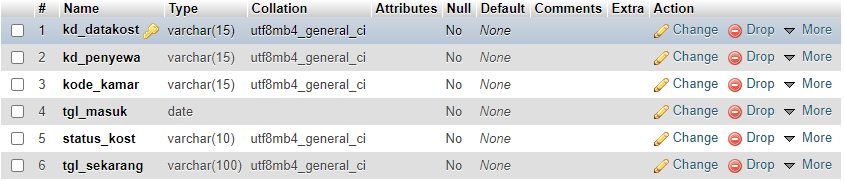 # Name Type Collation Attributes Null Default Comments Extra Action
1 kd_datakost varchar(15) utf8mb4_general_ci No None Change Drop More
2 kd_penyewa varchar(15) utf8mb4_general_ci No None Change Drop More
3 kode_kamar varchar(15) utf8mb4_general_ci No None Change Drop More
4 tgl_masuk date No None Change Drop More
5 status_kost varchar(10) utf8mb4_general_ci No None Change Drop More
6 tgl_sekarang varchar(100) utf8mb4_general_ci No None Change Drop More